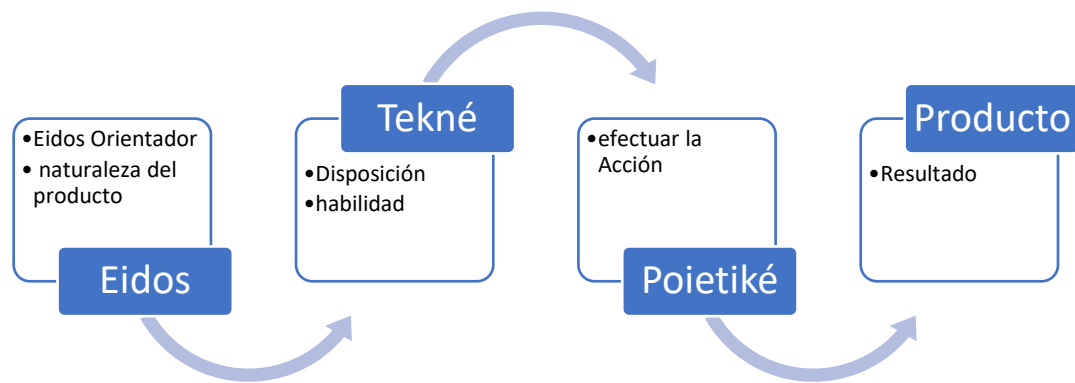 •Eidos Orientador
• naturaleza del
producto
Eidos
Tekné
•Disposición
•habilidad
•efectuar la
Acción
Poietiké
Producto
•Resultado